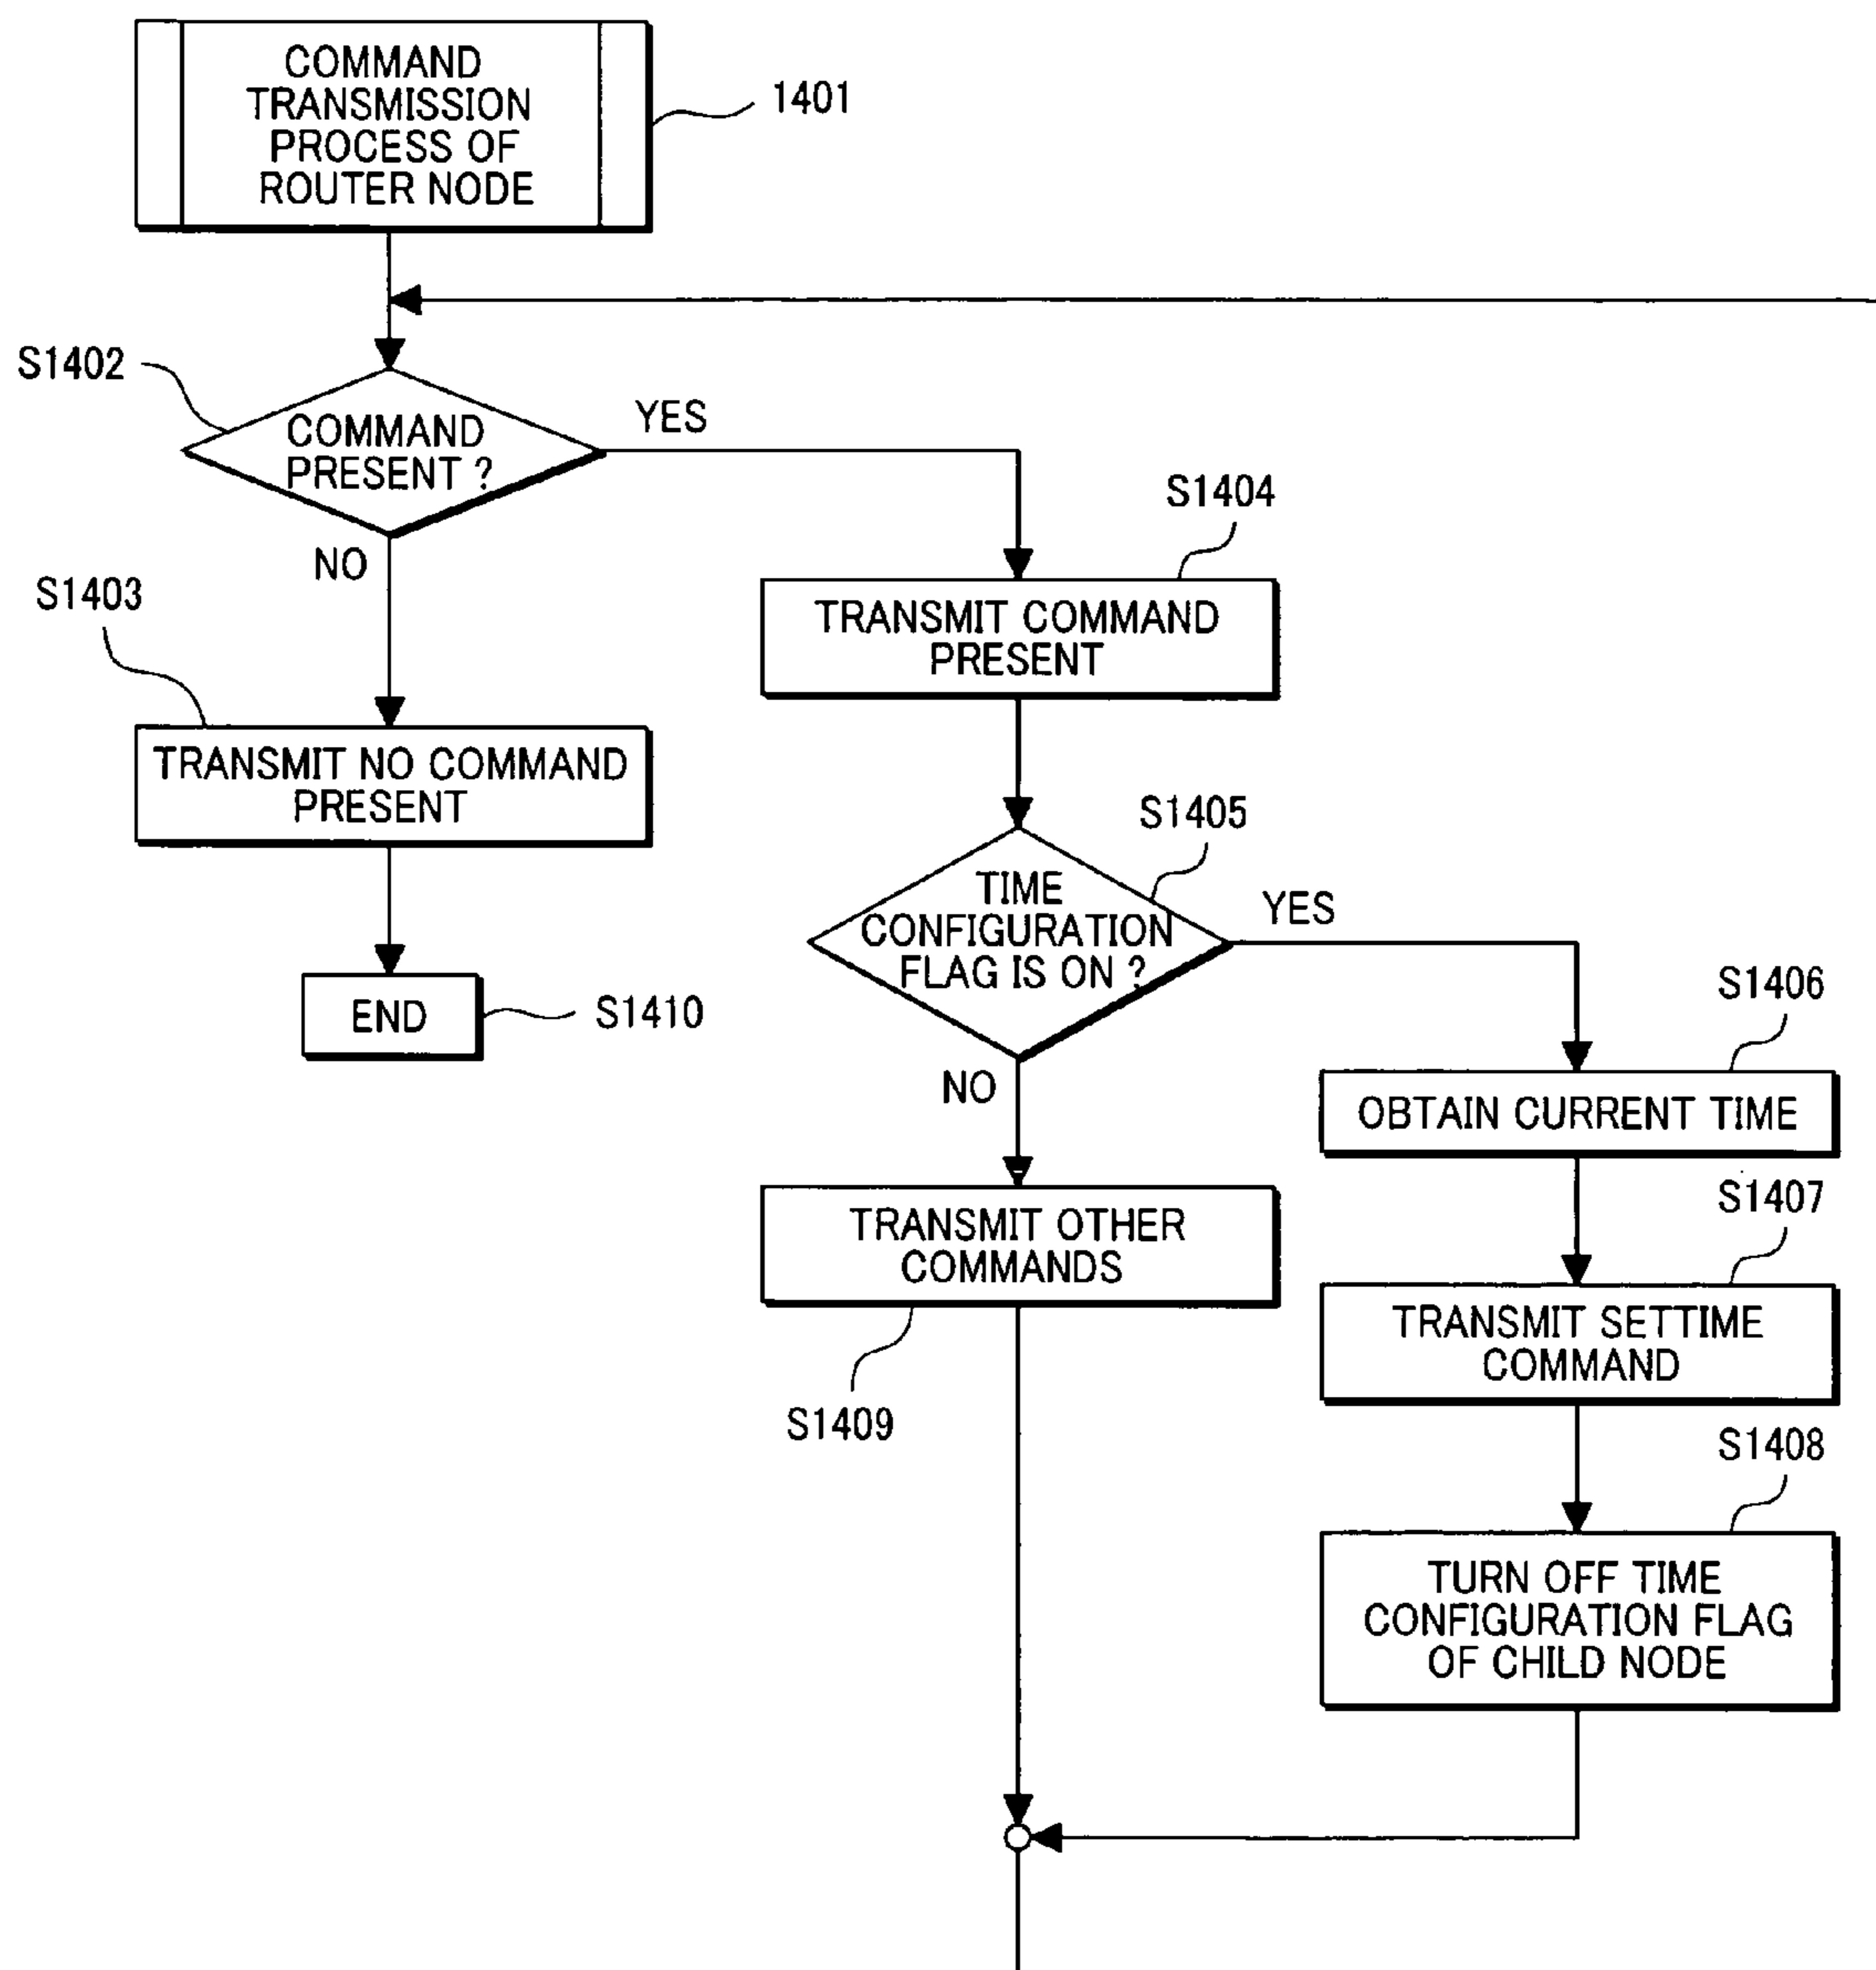 COMMAND
TRANSMISSION
PROCESS OF
ROUTER NODE
1401
S1402
COMMAND
PRESENT ?
YES
NO
S1403
TRANSMIT NO COMMAND
PRESENT
END
S1410
S1404
TRANSMIT COMMAND
PRESENT
S1405
TIME
CONFIGURATION
FLAG IS ON ?
YES
NO
S1406
OBTAIN CURRENT TIME
S1407
TRANSMIT SETTIME
COMMAND
S1408
TURN OFF TIME
CONFIGURATION FLAG
OF CHILD NODE
TRANSMIT OTHER
COMMANDS
S1409